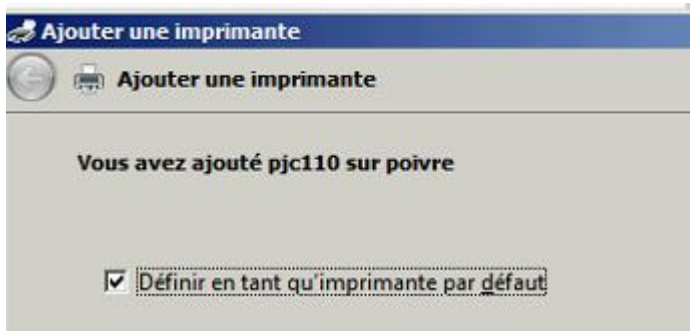 Ajouter une imprimante
Ajouter une imprimante
Vous avez ajouté pjc110 sur poivre
Définir en tant qu'imprimante par défaut